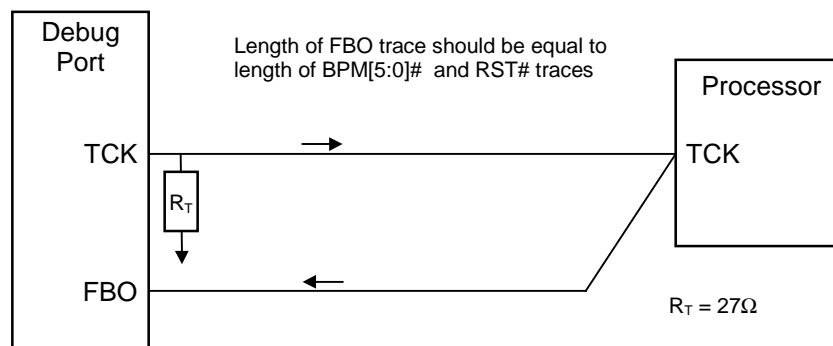 Debug
Port
Length of FBO trace should be equal to
length of BPM[5:0]# and RST# traces
Processor
TCK
TCK
RT
FBO
RT = 27Ω